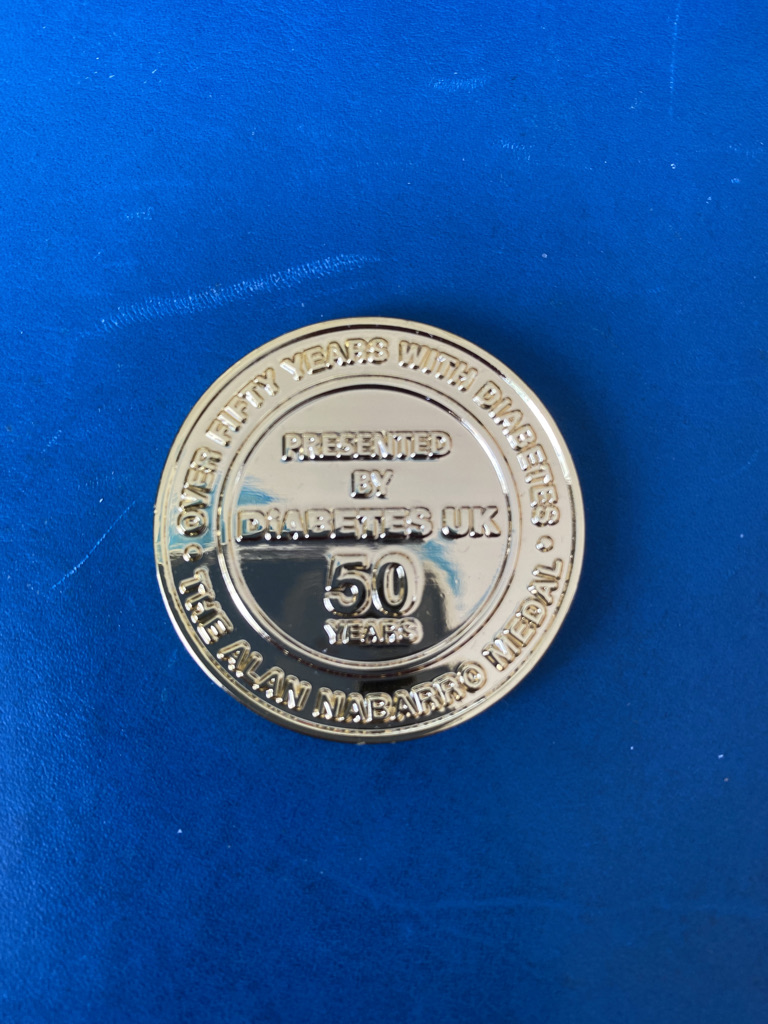 • OVER FIFTY YEARS WITH DIABETES •
PRESENTED
BY
DIABETES UK
50
YEARS
THE ALAN NABARRO MEDAL